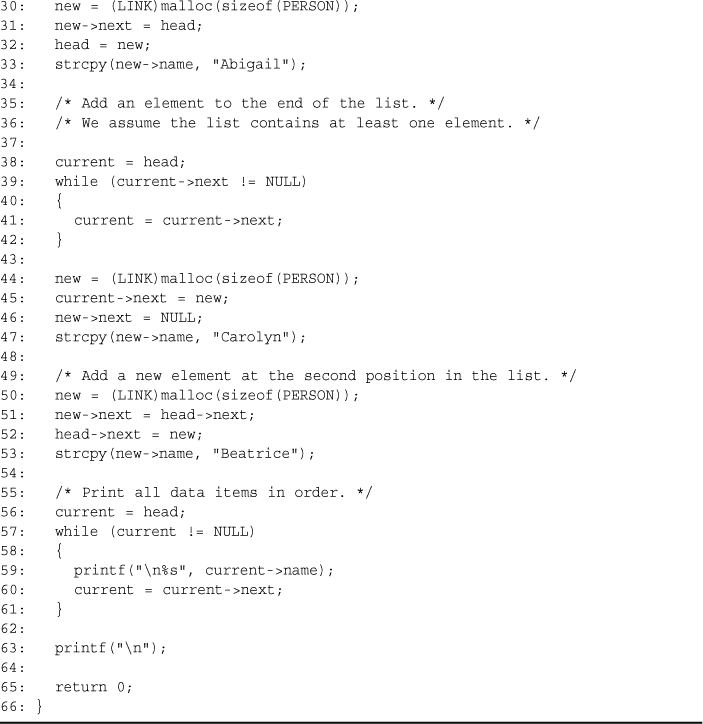 30:   new = (LINK)malloc(sizeof(PERSON));
31:   new->next = head;
32:   head = new;
33:   strcpy(new->name, "Abigail");
34:
35:   /* Add an element to the end of the list. */
36:   /* We assume the list contains at least one element. */
37:
38:   current = head;
39:   while (current->next != NULL)
40:   {
41:     current = current->next;
42:   }
43:
44:   new = (LINK)malloc(sizeof(PERSON));
45:   current->next = new;
46:   new->next = NULL;
47:   strcpy(new->name, "Carolyn");
48:
49:   /* Add a new element at the second position in the list. */
50:   new = (LINK)malloc(sizeof(PERSON));
51:   new->next = head->next;
52:   head->next = new;
53:   strcpy(new->name, "Beatrice");
54:
55:   /* Print all data items in order. */
56:   current = head;
57:   while (current != NULL)
58:   {
59:     printf("\n%s", current->name);
60:     current = current->next;
61:   }
62:
63:   printf("\n");
64:
65:   return 0;
66: }